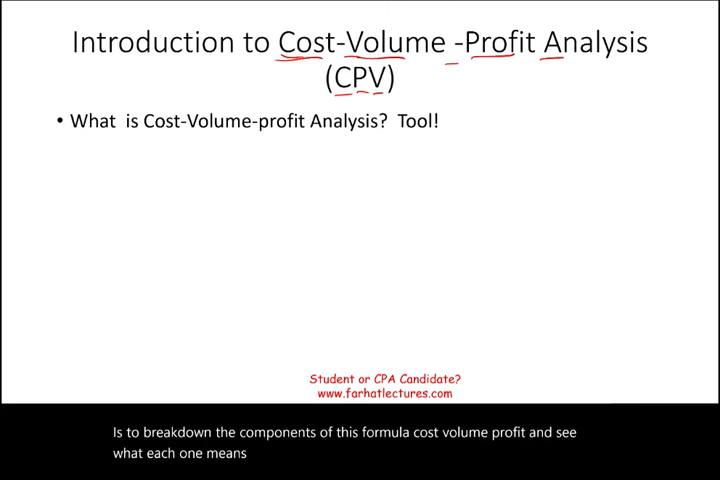 Introduction to Cost-Volume -Profit Analysis
(CPV)
• What is Cost-Volume-profit Analysis? Tool!
Student or CPA Candidate?
www.farhatlectures.com
Is to breakdown the components of this formula cost volume profit and see
what each one means